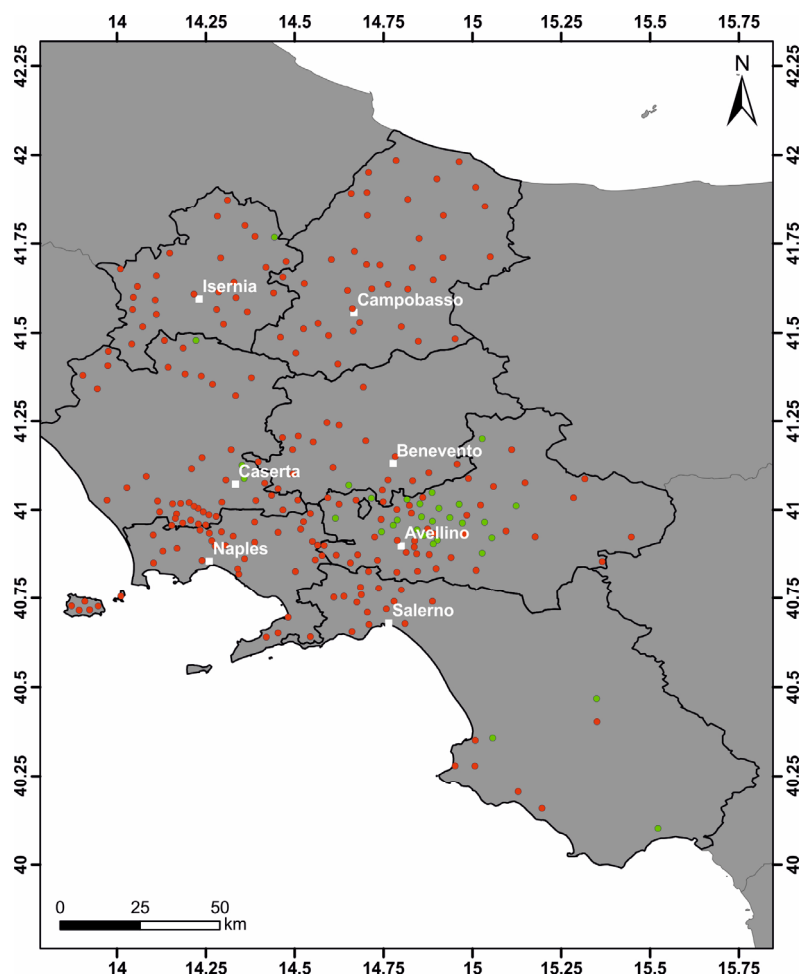 14 14.25 14.5 14.75 15 15.25 15.5 15.75
42.25 42.25
N
42 42
41.75 41.75
Isernia
Campobasso
41.5 41.5
41.25 41.25
Benevento
Caserta
41 41
Avellino
Naples
40.75 40.75
Salerno
40.5 40.5
40.25 40.25
40 40
0 25 50
km
14 14.25 14.5 14.75 15 15.25 15.5 15.75